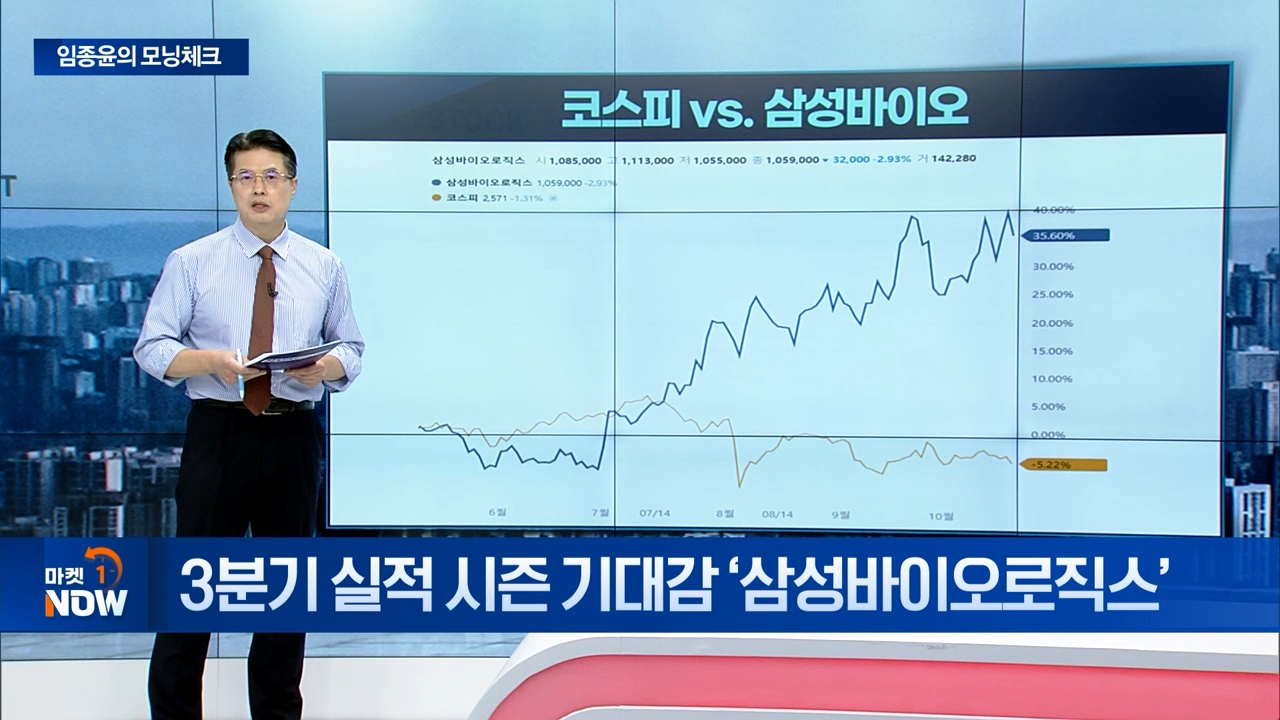 임종윤의 모닝체크
T
코스피 vs. 삼성바이오
삼성바이오로직스 시 1,085,000 고 1,113,000 저 1,055,000 종 1,059,000 ▾ 32,000 -2.93% 거 142,280
삼성바이오로직스 1,059,000 -2.93%
코스피 2,571 -1.31%
40.00%
35.60%
30.00%
25.00%
20.00%
15.00%
10.00%
5.00%
0.00%
-5.22%
6월 7월 07/14 8월 08/14 9월 10월
마켓 1
NOW
3분기 실적 시즌 기대감 ‘삼성바이오로직스’